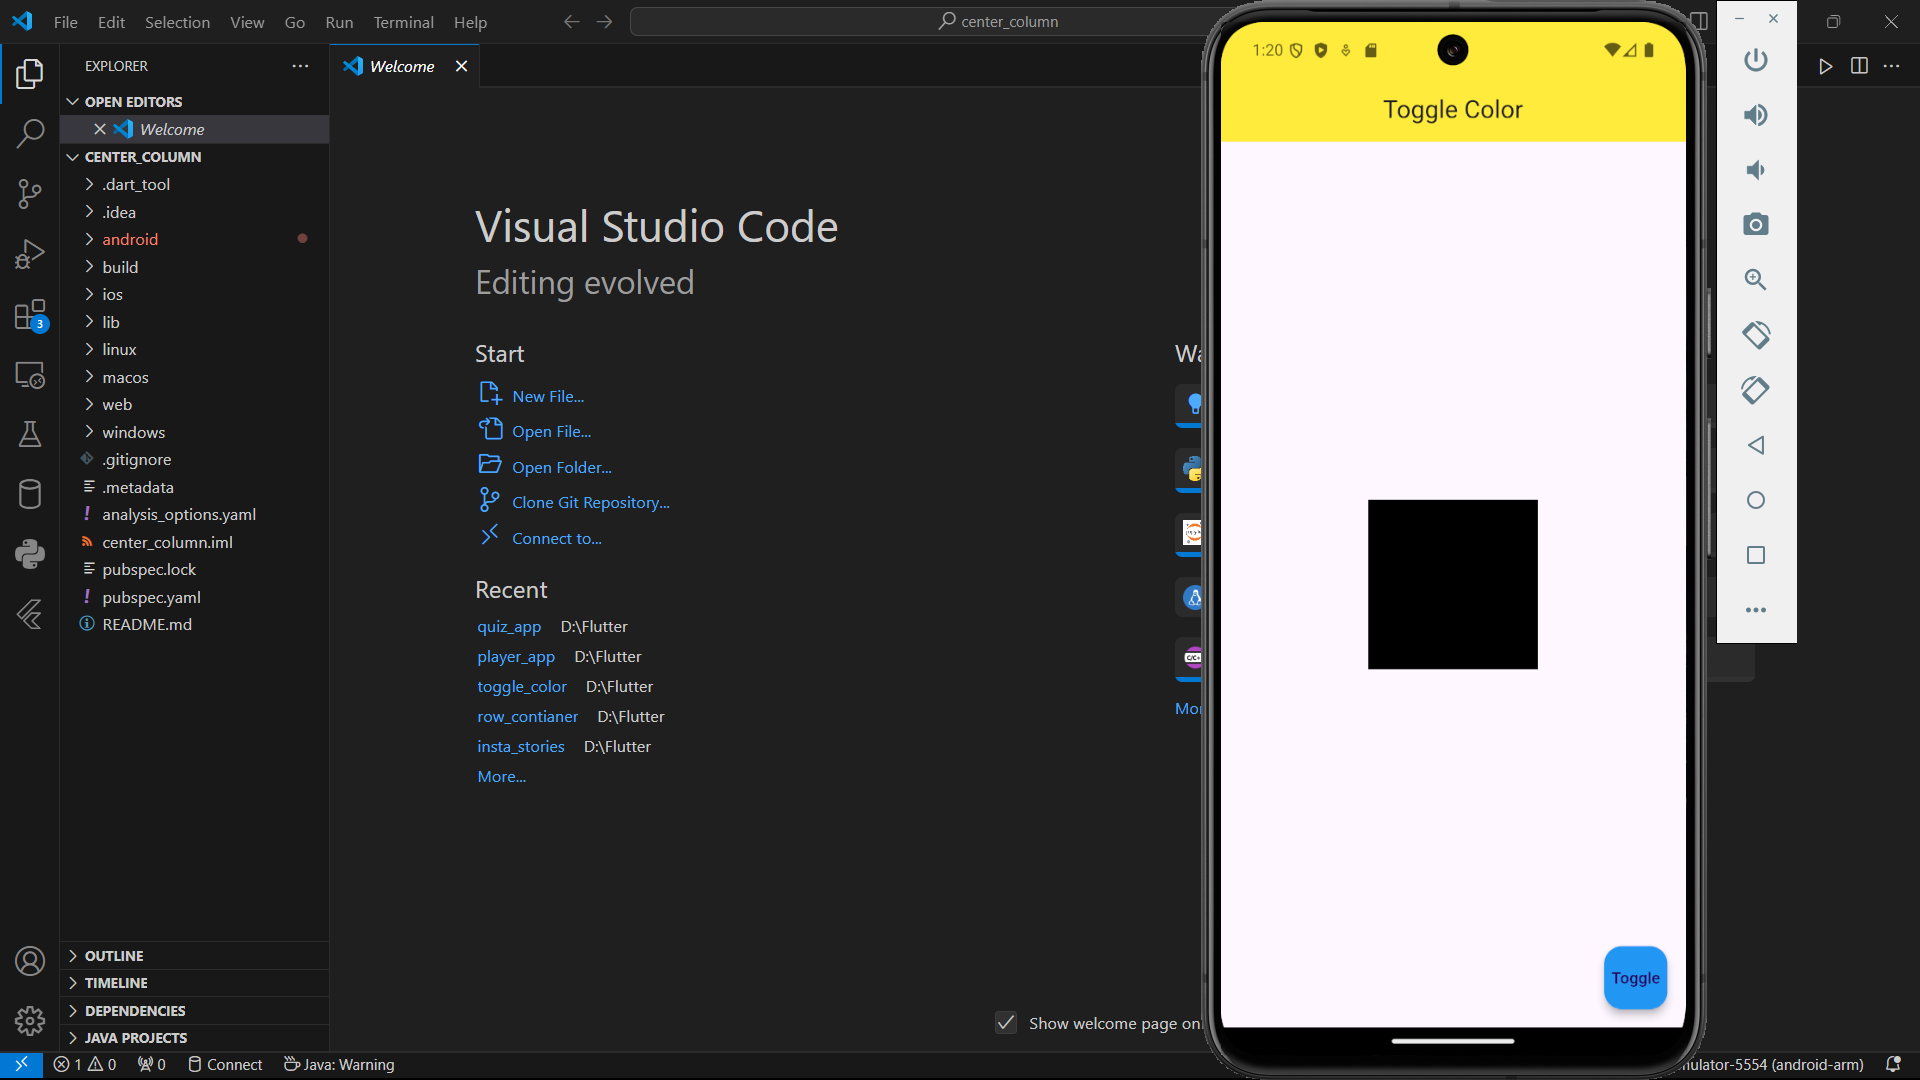 File Edit Selection View Go Run Terminal Help
center_column
EXPLORER
OPEN EDITORS
Welcome
CENTER_COLUMN
.dart_tool
.idea
android
build
ios
lib
linux
macos
web
windows
.gitignore
.metadata
analysis_options.yaml
center_column.iml
pubspec.lock
pubspec.yaml
README.md
OUTLINE
TIMELINE
DEPENDENCIES
JAVA PROJECTS
3
Welcome
Visual Studio Code
Editing evolved
Start
New File...
Open File...
Open Folder...
Clone Git Repository...
Connect to...
Recent
quiz_app D:\Flutter
player_app D:\Flutter
toggle_color D:\Flutter
row_contianer D:\Flutter
insta_stories D:\Flutter
More...
C/C+
Show welcome page on
1:20
Toggle Color
Toggle
1 0 0 Connect Java: Warning
mulator-5554 (android-arm)